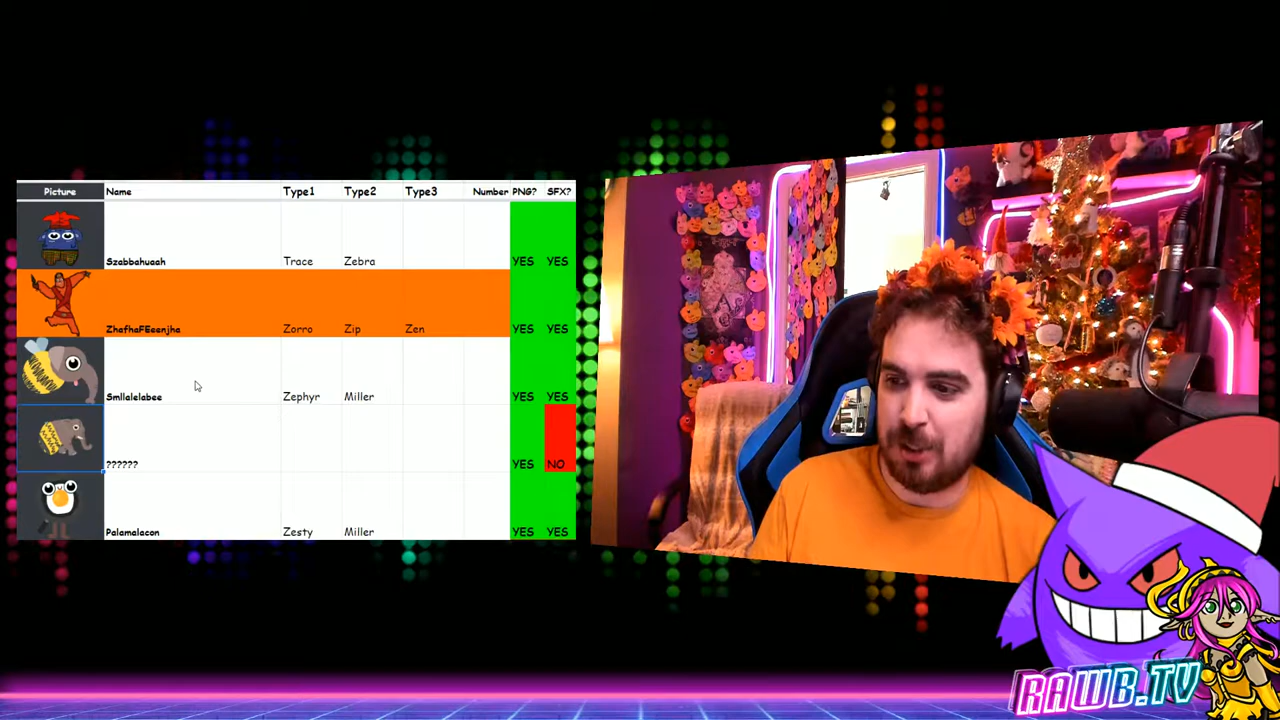 Picture Name Type1 Type2 Type3 Number PNG? SFX?
Szabbahuaah Trace Zebra YES YES
ZhafhaFEeenjha Zorro Zip Zen YES YES
Smllalelabee Zephyr Miller YES YES
?????? YES NO
Palamalacon Zesty Miller YES YES
RAWB.TV